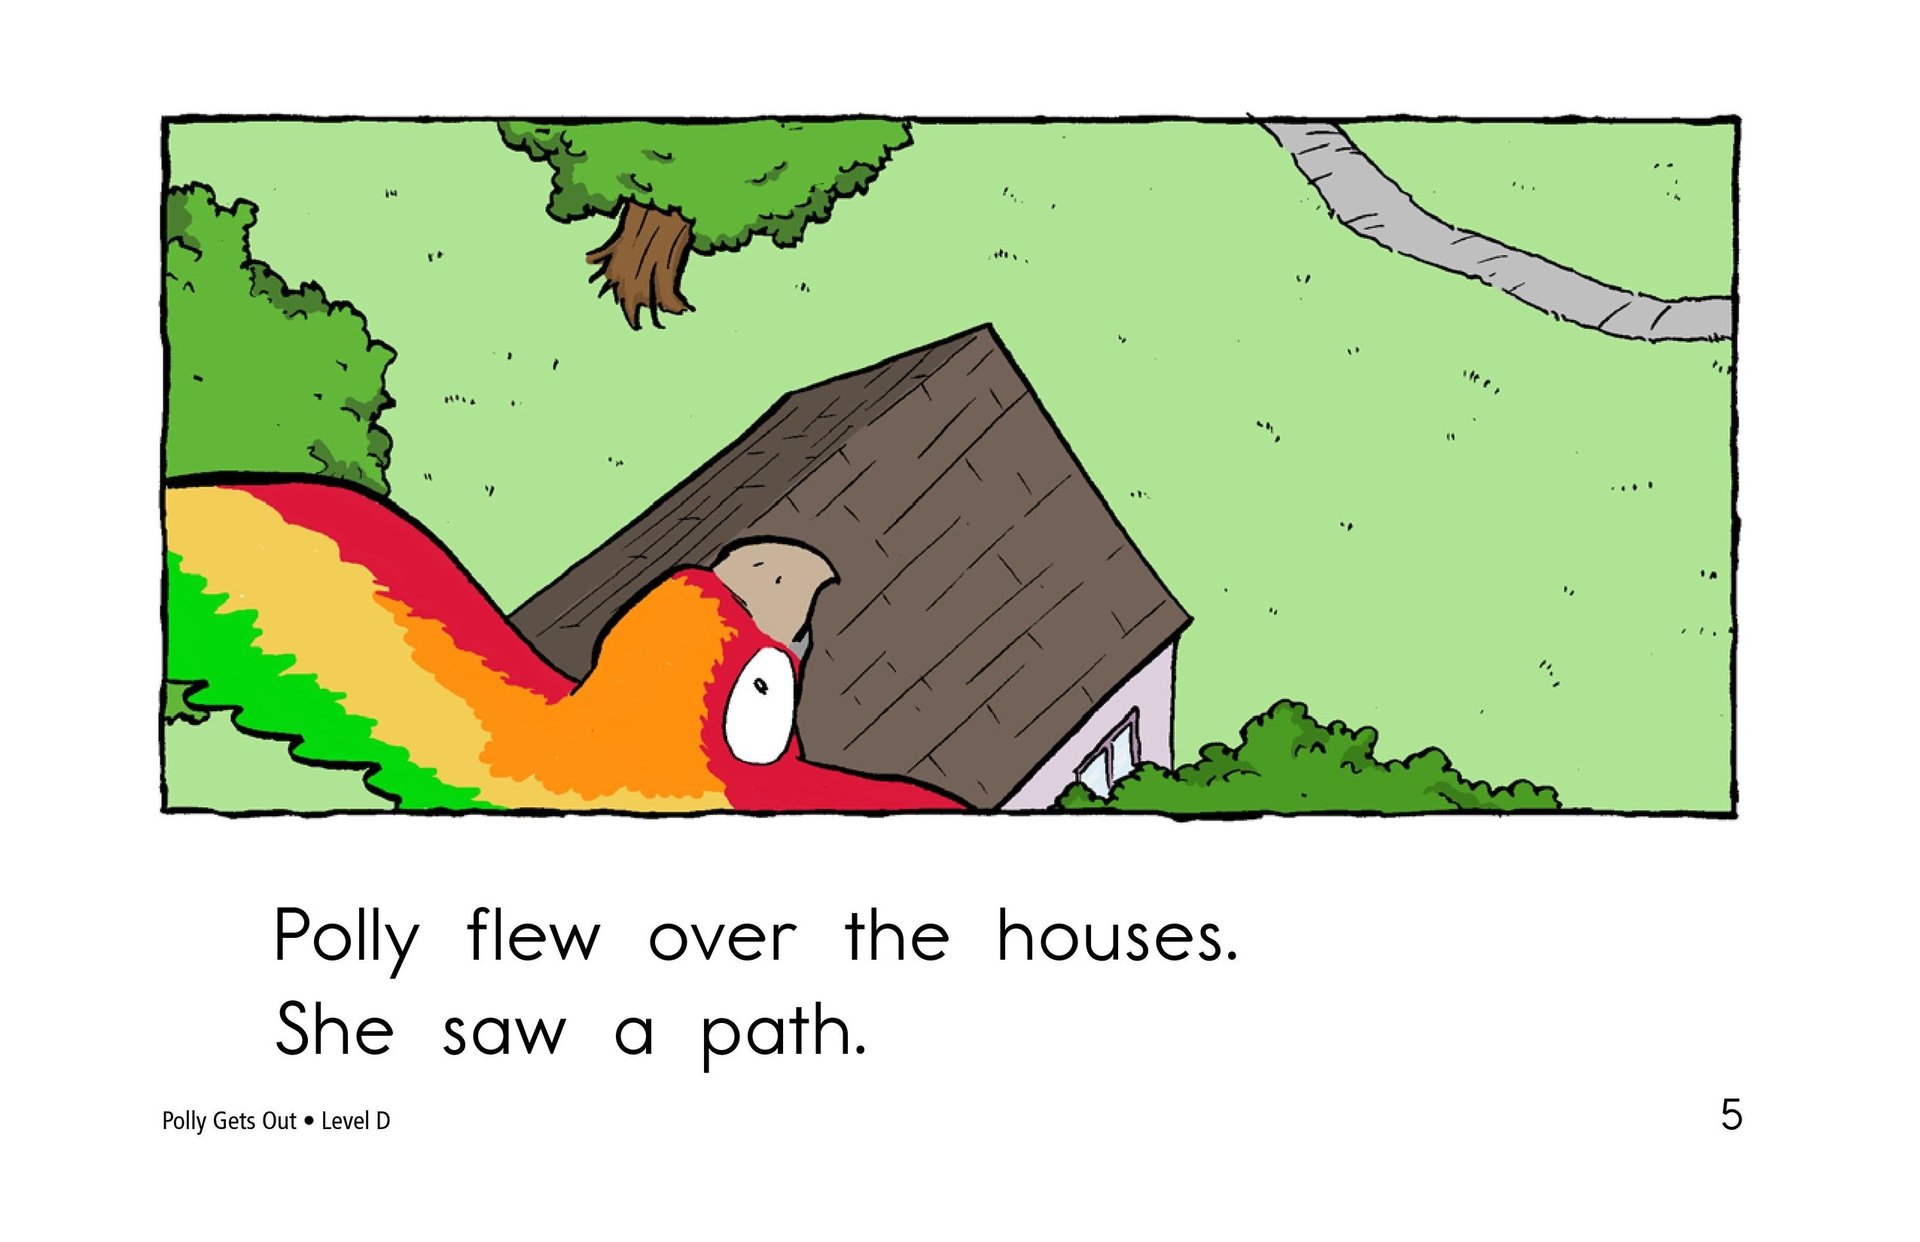 Polly flew over the houses.
She saw a path.
Polly Gets Out • Level D
5